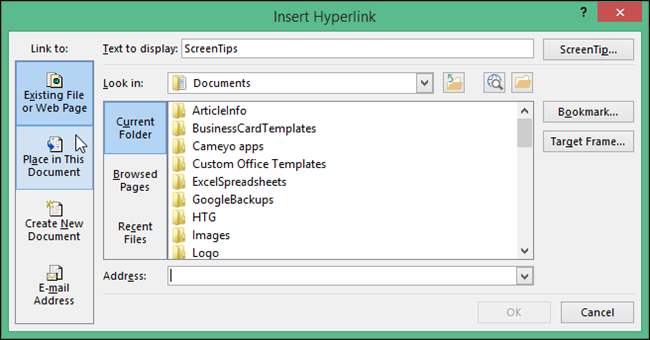 Insert Hyperlink
? ×
Link to:
Text to display: ScreenTips
ScreenTip...
Existing File
or Web Page
Place in This
Document
Create New
Document
E-mail
Address
Look in:
Documents
Current
Folder
Browsed
Pages
Recent
Files
ArticleInfo
BusinessCardTemplates
Cameyo apps
Custom Office Templates
ExcelSpreadsheets
GoogleBackups
HTG
Images
Logo
Bookmark...
Target Frame...
Address:
OK
Cancel